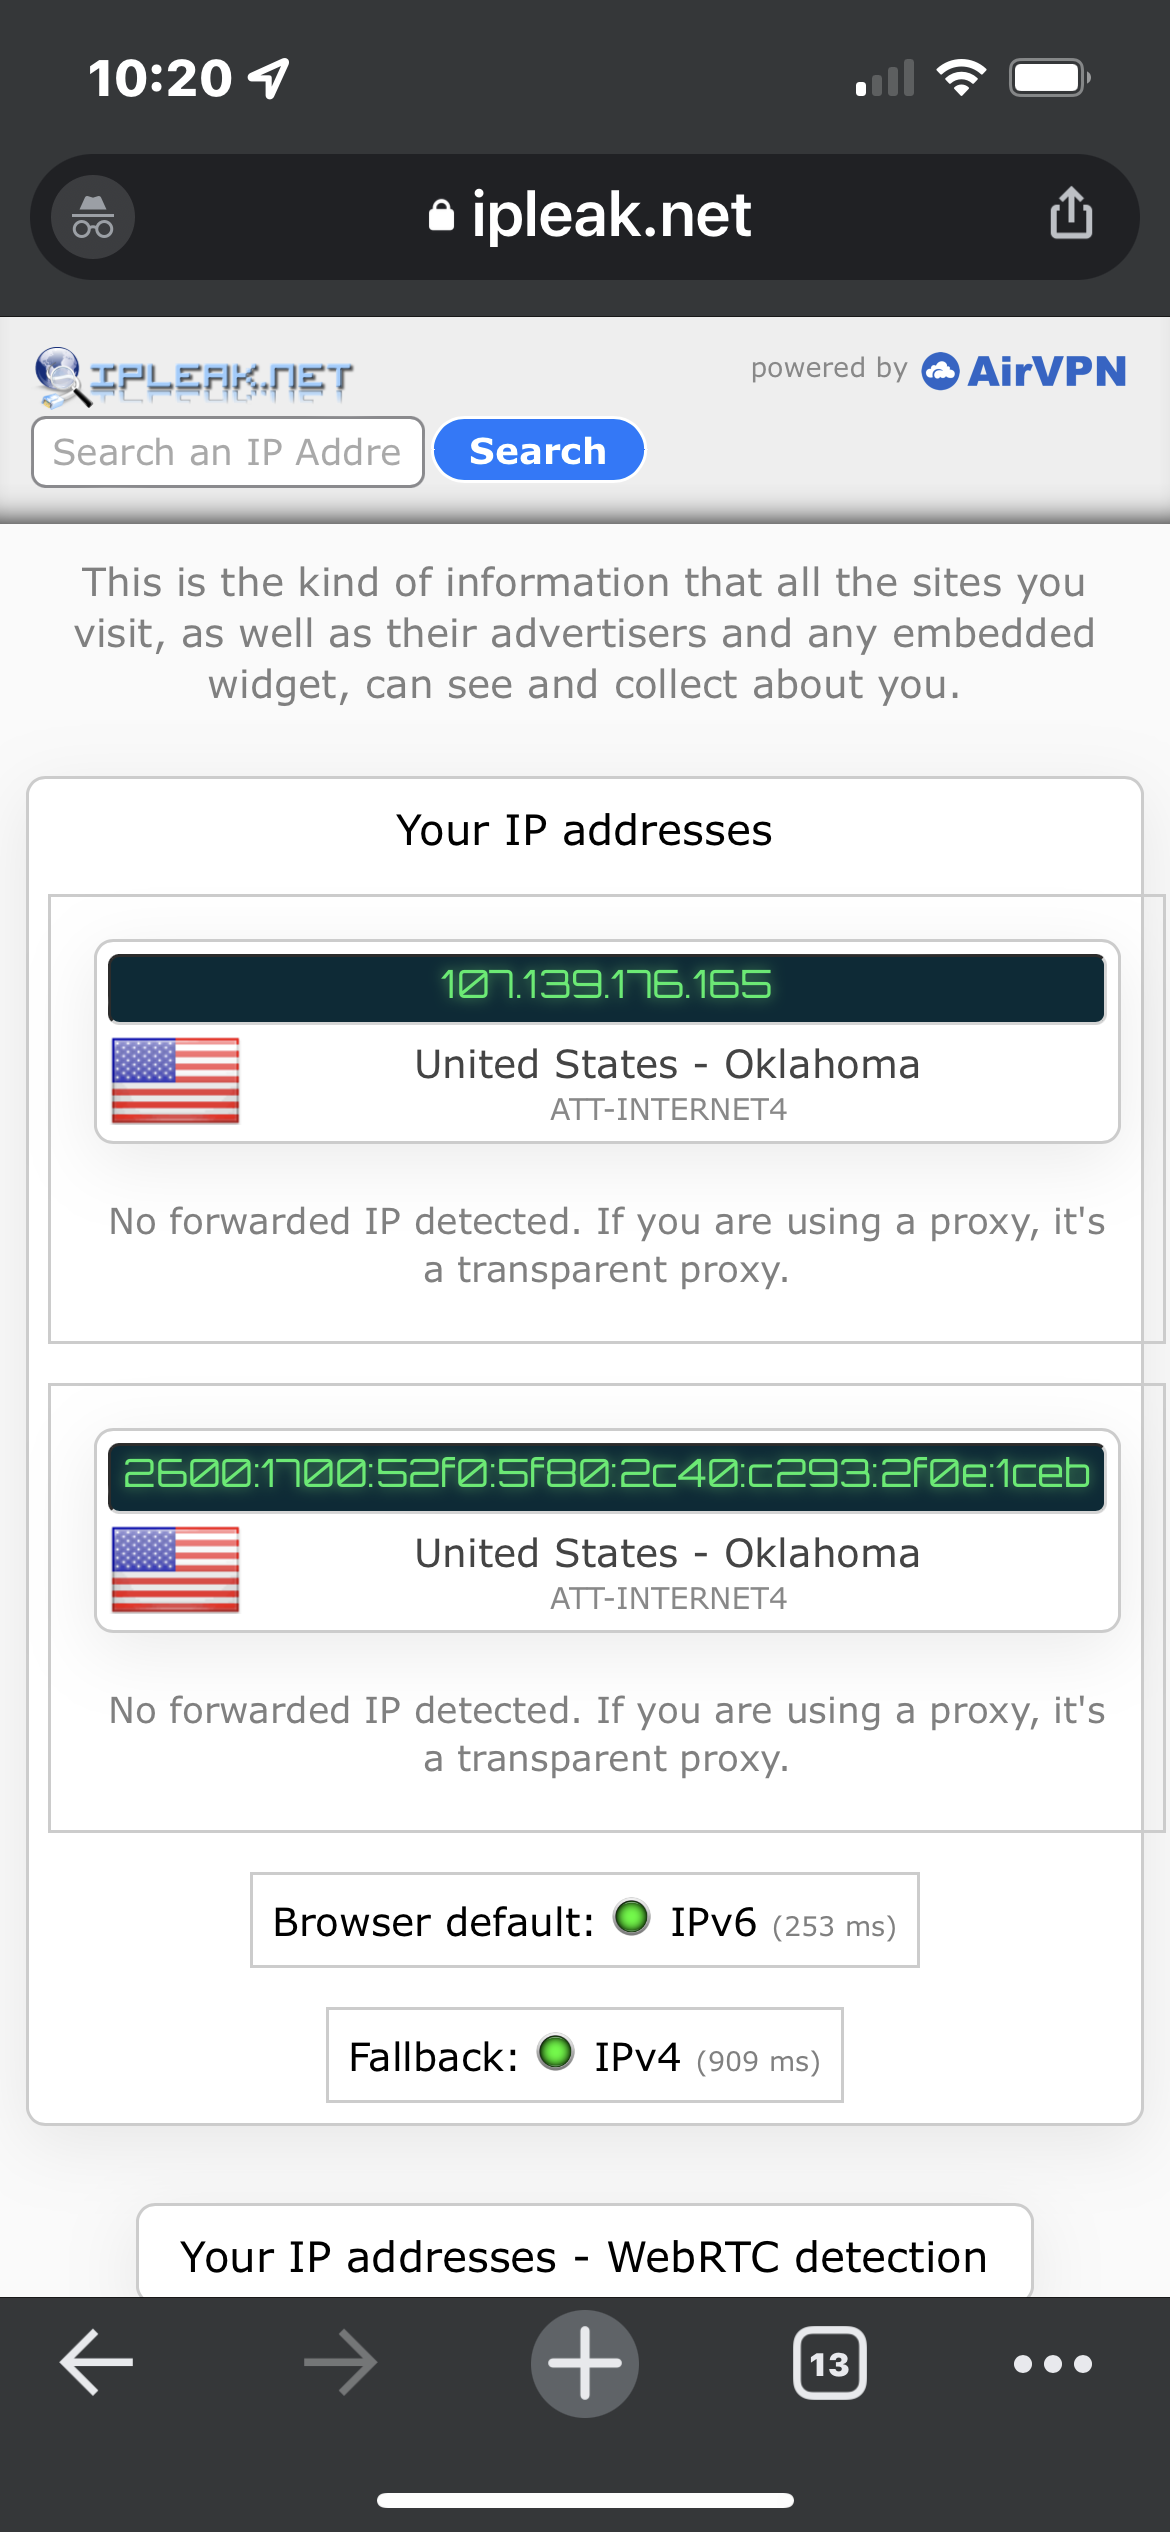 10:20
ipleak.net
IPLEAK.NET
powered by AirVPN
Search an IP Addre
Search
This is the kind of information that all the sites you
visit, as well as their advertisers and any embedded
widget, can see and collect about you.
Your IP addresses
107.139.176.165
United States - Oklahoma
ATT-INTERNET4
No forwarded IP detected. If you are using a proxy, it's
a transparent proxy.
2600:1700:52f0:5f80:2c40:c293:2f0e:1ceb
United States - Oklahoma
ATT-INTERNET4
No forwarded IP detected. If you are using a proxy, it's
a transparent proxy.
Browser default: IPv6 (253 ms)
Fallback: IPv4 (909 ms)
Your IP addresses - WebRTC detection
13